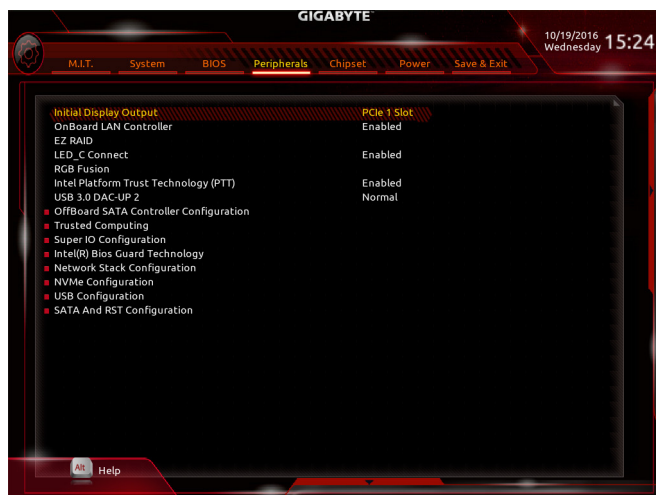 GIGABYTE™
10/19/2016
Wednesday
15:24
M.I.T. System BIOS Peripherals Chipset Power Save & Exit
Initial Display Output PCIe 1 Slot
OnBoard LAN Controller Enabled
EZ RAID
LED_C Connect Enabled
RGB Fusion
Intel Platform Trust Technology (PTT) Enabled
USB 3.0 DAC-UP 2 Normal
OffBoard SATA Controller Configuration
Trusted Computing
Super IO Configuration
Intel(R) Bios Guard Technology
Network Stack Configuration
NVMe Configuration
USB Configuration
SATA And RST Configuration
Alt Help